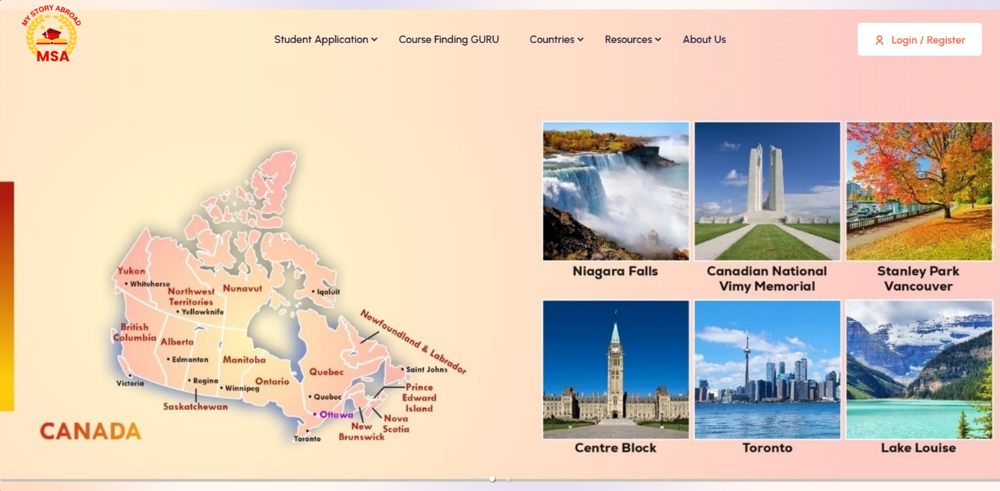 MY STORY ABROAD
MSA
Student Application
Course Finding GURU
Countries
Resources
About Us
Login / Register
Yukon
• Whitehorse
Northwest
Territories
• Yellowknife
Nunavut
• Iqaluit
British
Columbia
Alberta
• Edmonton
Manitoba
Ontario
Quebec
Newfoundland & Labrador
• Saint Johns
Victoria
• Regina
• Winnipeg
Saskatchewan
• Quebec
• Ottawa
Prince
Edward
Island
Nova
Scotia
New
Brunswick
Toronto
CANADA
Niagara Falls
Canadian National
Vimy Memorial
Stanley Park
Vancouver
Centre Block
Toronto
Lake Louise